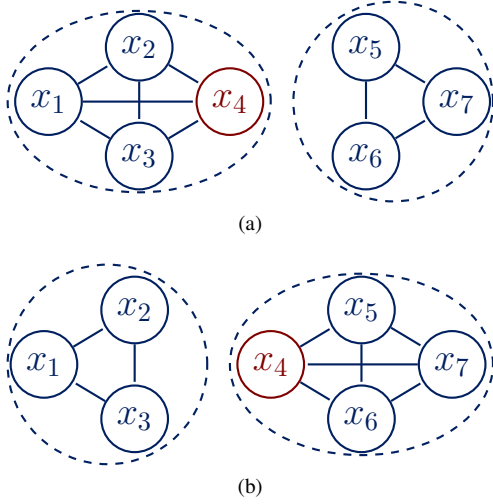 x₂ x₅
x₁ x₄ x₇
x₃ x₆
(a)
x₂ x₅
x₁ x₄ x₇
x₃ x₆
(b)